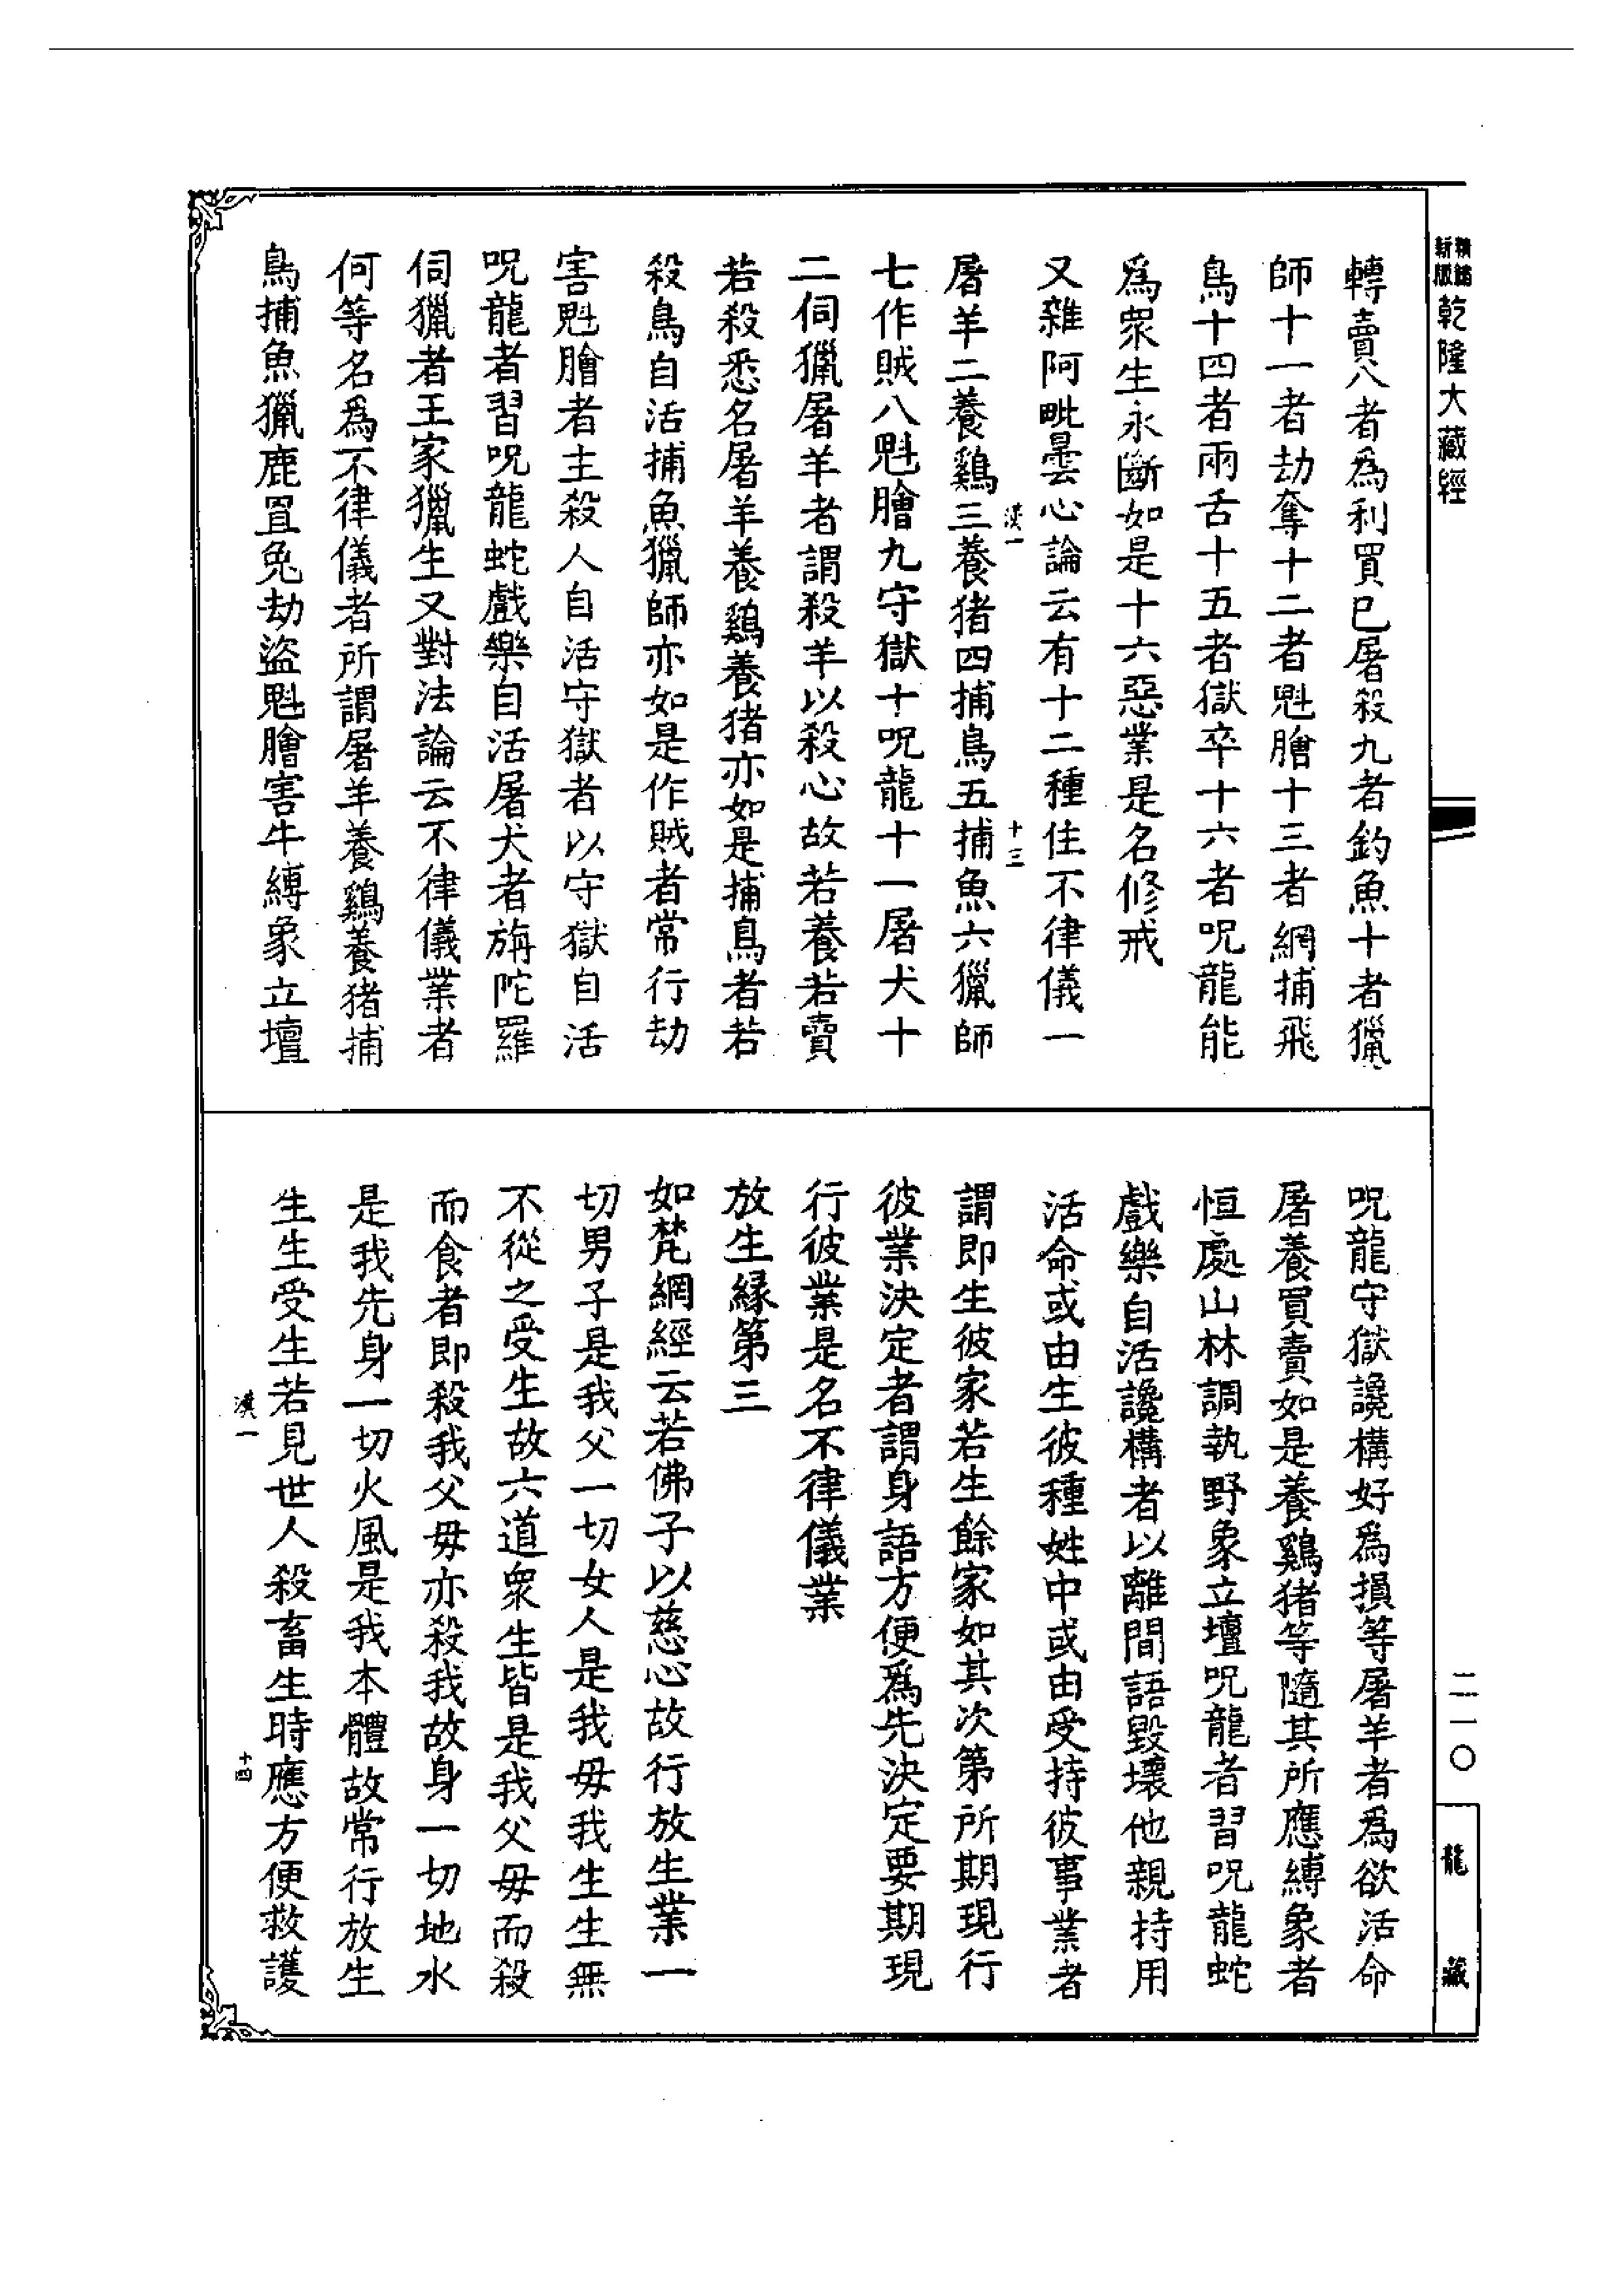 精縮
新版
乾隆大藏經
轉賣八者為利買已屠殺九者釣魚十者獵
師十一者劫奪十二者魁膾十三者網捕飛
鳥十四者兩舌十五者獄卒十六者呪龍能
爲眾生永斷如是十六惡業是名修戒
又雜阿毗曇心論云有十二種住不律儀一
漢一
十三
屠羊二養鷄三養猪四捕鳥五捕魚六獵師
七作賊八魁膾九守獄十呪龍十一屠犬十
二伺獵屠羊者謂殺羊以殺心故若養若賣
若殺悉名屠羊養鷄養猪亦如是捕鳥者若
殺鳥自活捕魚獵師亦如是作賊者常行劫
害魁膾者主殺人自活守獄者以守獄自活
呪龍者習呪龍蛇戲樂自活屠犬者旃陀羅
伺獵者王家獵生又對法論云不律儀業者
何等名爲不律儀者所謂屠羊養鷄養猪捕
鳥捕魚獵鹿罝兔劫盜魁膾害牛縛象立壇
呪龍守獄讒構好爲損等屠羊者爲欲活命
屠養買賣如是養鷄猪等隨其所應縛象者
恒處山林調執野象立壇呪龍者習呪龍蛇
戲樂自活讒構者以離間語毀壞他親持用
活命或由生彼種姓中或由受持彼事業者
謂即生彼家若生餘家如其次第所期現行
彼業決定者謂身語方便爲先決定要期現
行彼業是名不律儀業
放生緣第三
如梵網經云若佛子以慈心故行放生業一
切男子是我父一切女人是我母我生生無
不從之受生故六道眾生皆是我父母而殺
而食者即殺我父母亦殺我故身一切地水
是我先身一切火風是我本體故常行放生
生生受生若見世人殺畜生時應方便救護
漢一
十四
二一〇
龍藏